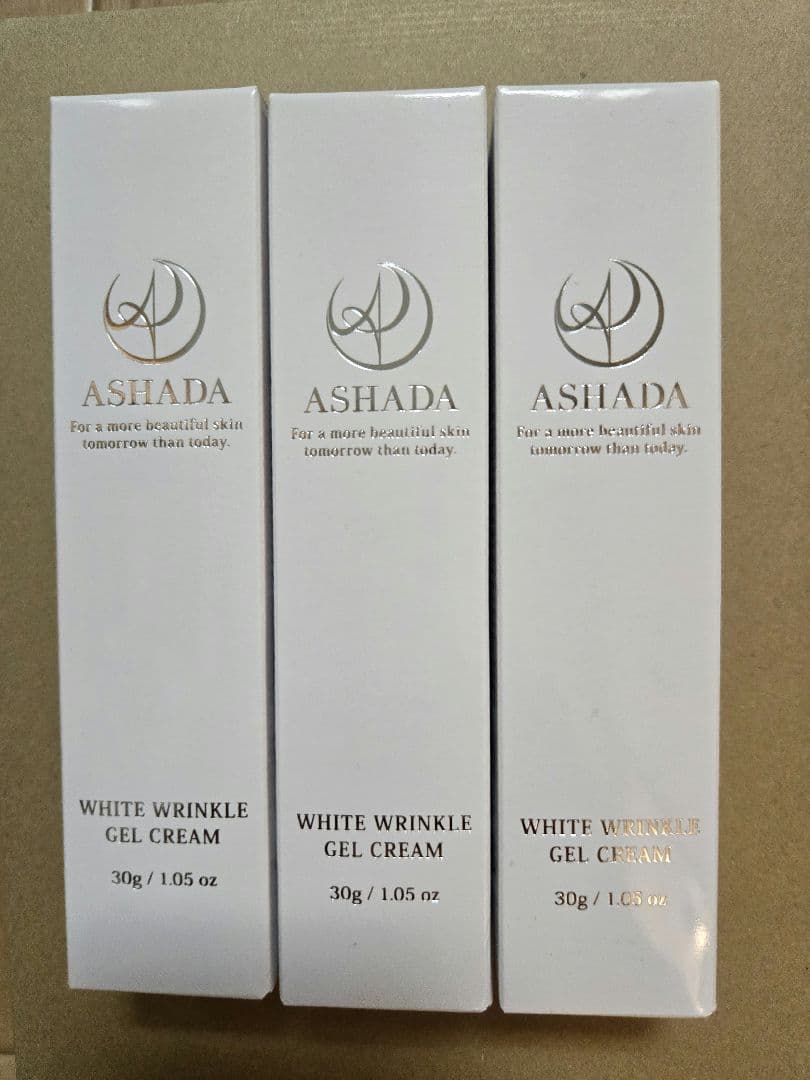 ASHADA
For a more beautiful skin
tomorrow than today.
WHITE WRINKLE
GEL CREAM
30g / 1.05 oz
ASHADA
For a more beautiful skin
tomorrow than today.
WHITE WRINKLE
GEL CREAM
30g / 1.05 oz
ASHADA
For a more beautiful skin
tomorrow than today.
WHITE WRINKLE
GEL CREAM
30g / 1.05 oz